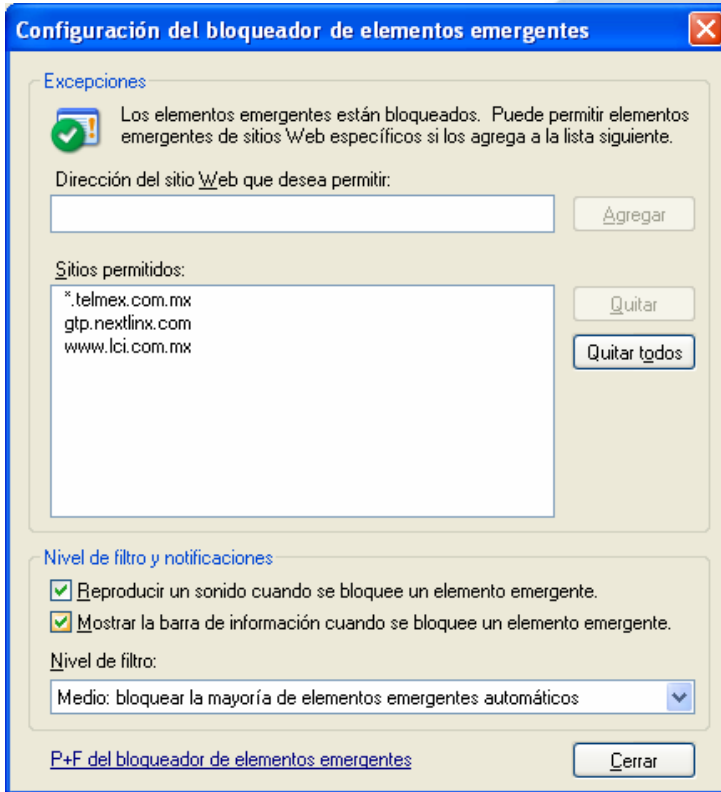 Configuración del bloqueador de elementos emergentes
Excepciones
Los elementos emergentes están bloqueados. Puede permitir elementos
emergentes de sitios Web específicos si los agrega a la lista siguiente.
Dirección del sitio Web que desea permitir:
Agregar
Sitios permitidos:
*.telmex.com.mx
gtp.nextlinx.com
www.lci.com.mx
Quitar
Quitar todos
Nivel de filtro y notificaciones
Reproducir un sonido cuando se bloquee un elemento emergente.
Mostrar la barra de información cuando se bloquee un elemento emergente.
Nivel de filtro:
Medio: bloquear la mayoría de elementos emergentes automáticos
P+F del bloqueador de elementos emergentes
Cerrar